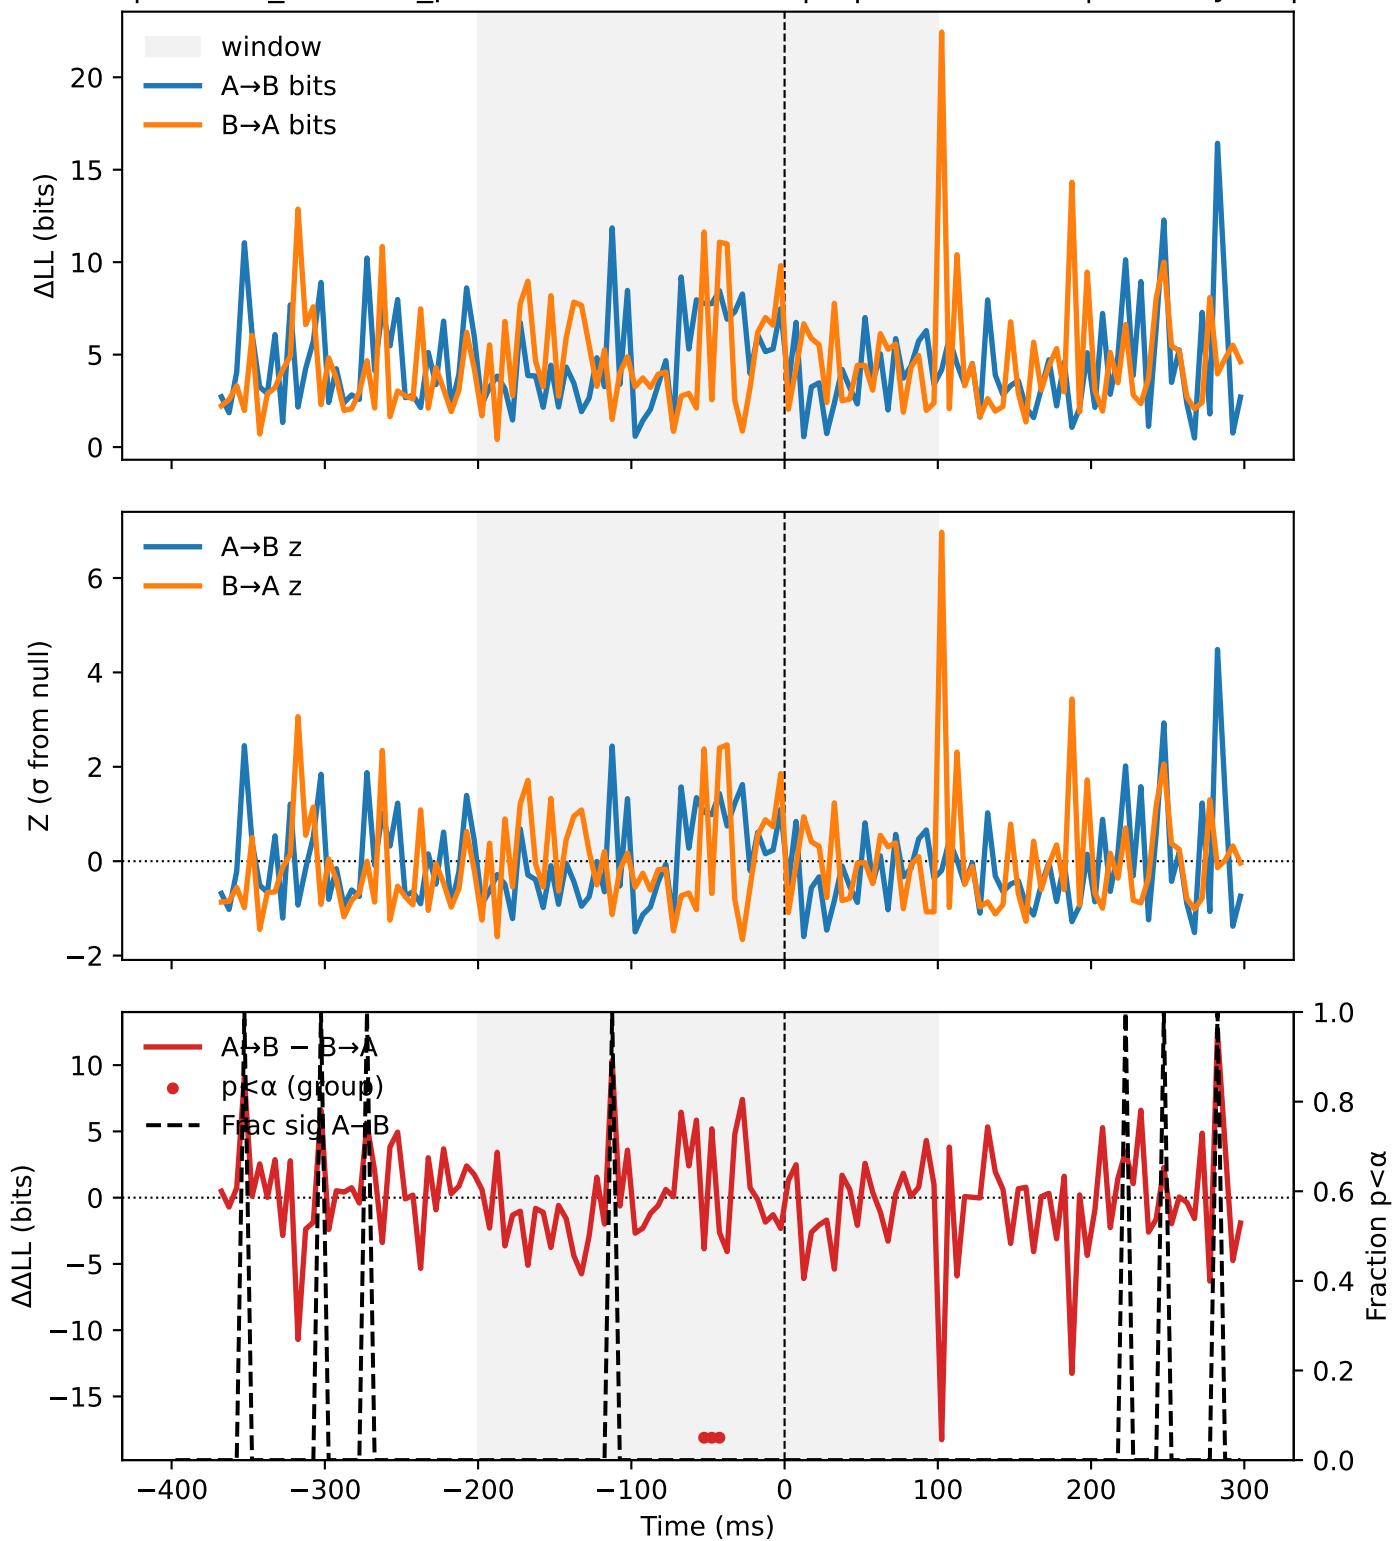 window
A→B bits
B→A bits
20
15
10
5
0
ΔLL (bits)
A→B z
B→A z
6
4
2
0
−2
Z (σ from null)
A→B − B→A
p<α (group)
Frac sig A→B
10
5
0
−5
−10
−15
ΔΔLL (bits)
1.0
0.8
0.6
0.4
0.2
0.0
Fraction p<α
−400 −300 −200 −100 0 100 200 300
Time (ms)